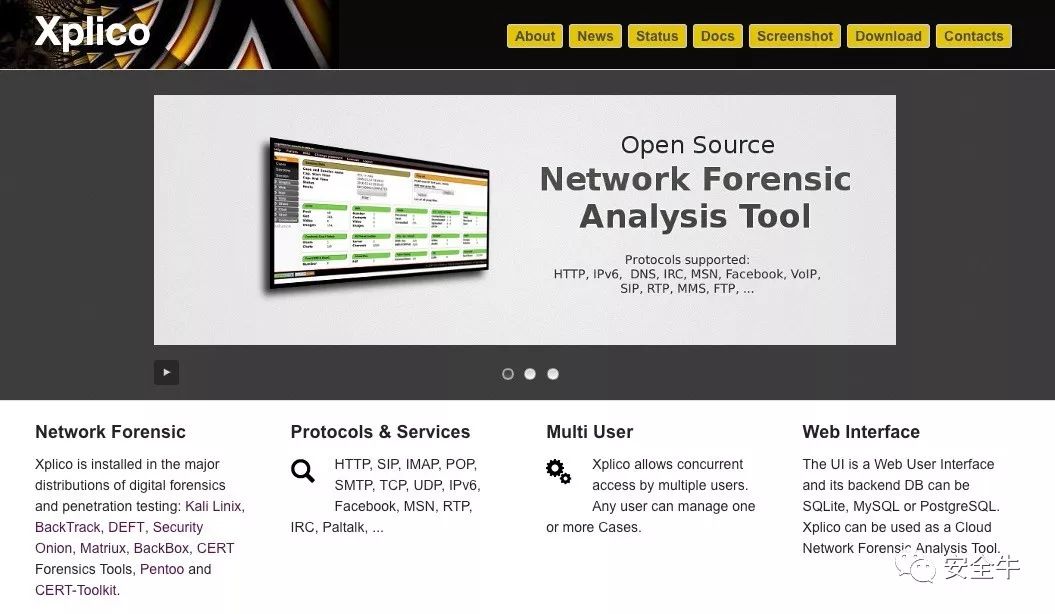 Xplico
About
News
Status
Docs
Screenshot
Download
Contacts
Open Source
Network Forensic
Analysis Tool
Protocols supported:
HTTP, IPv6, DNS, IRC, MSN, Facebook, VoIP,
SIP, RTP, MMS, FTP, ...
Network Forensic
Xplico is installed in the major
distributions of digital forensics
and penetration testing: Kali Linix,
BackTrack, DEFT, Security
Onion, Matriux, BackBox, CERT
Forensics Tools, Pentoo and
CERT-Toolkit.
Protocols & Services
HTTP, SIP, IMAP, POP,
SMTP, TCP, UDP, IPv6,
Facebook, MSN, RTP,
IRC, Paltalk, ...
Multi User
Xplico allows concurrent
access by multiple users.
Any user can manage one
or more Cases.
Web Interface
The UI is a Web User Interface
and its backend DB can be
SQLite, MySQL or PostgreSQL.
Xplico can be used as a Cloud
Network Forensic Analysis Tool.
安全牛